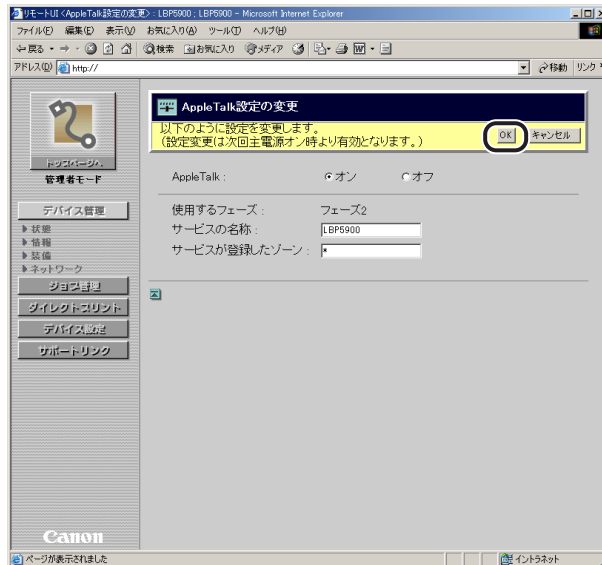 リモートUI <AppleTalk設定の変更> : LBP5900 ; LBP5900 - Microsoft Internet Explorer
ファイル(F) 編集(E) 表示(V) お気に入り(A) ツール(T) ヘルプ(H)
戻る 検索 お気に入り メディア
アドレス(D) http:// 移動 リンク
AppleTalk設定の変更
以下のように設定を変更します。
(設定変更は次回主電源オン時より有効となります。)
OK キャンセル
トップページへ
管理者モード
AppleTalk : オン オフ
使用するフェーズ : フェーズ2
サービスの名称 : LBP5900
サービスが登録したゾーン : *
デバイス管理
状態
情報
装備
ネットワーク
ジョブ管理
ダイレクトプリント
デバイス設定
サポートリンク
Canon
ページが表示されました イントラネット